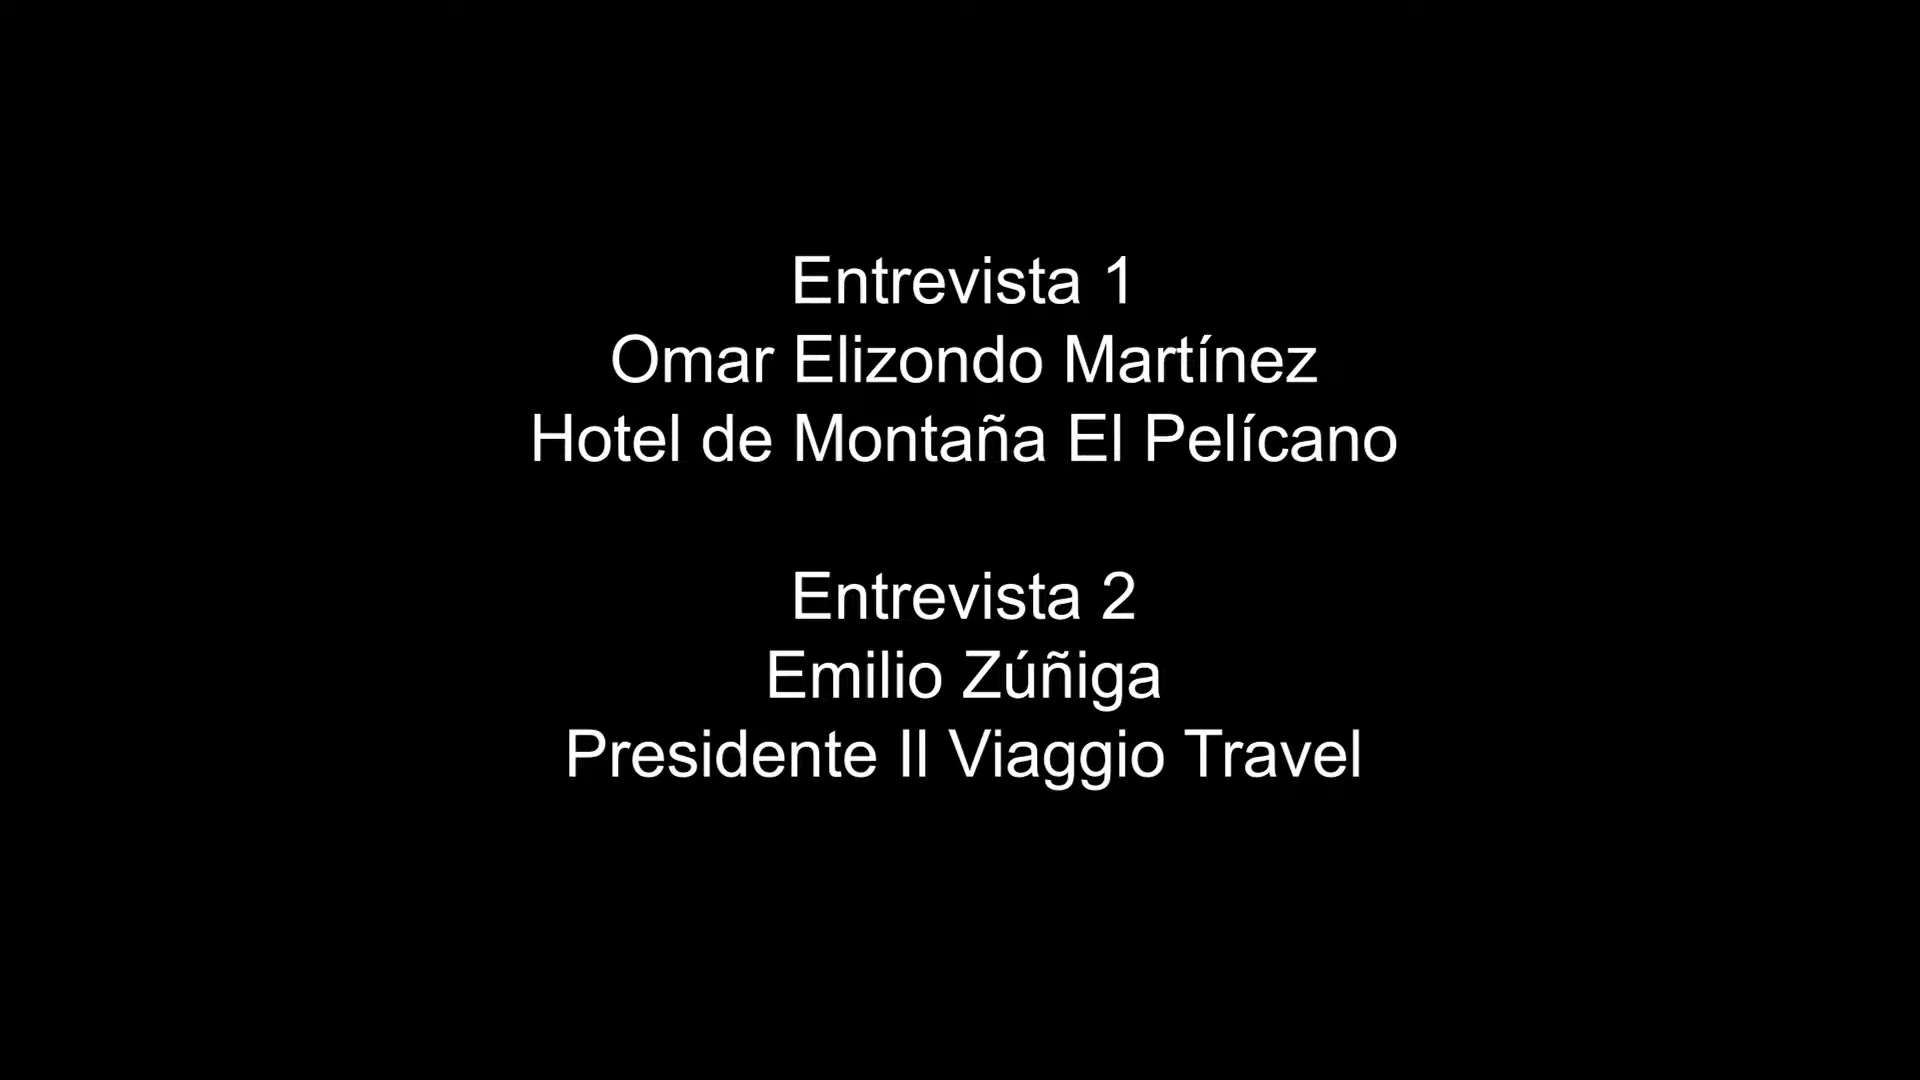 Entrevista 1
Omar Elizondo Martínez
Hotel de Montaña El Pelícano
Entrevista 2
Emilio Zúñiga
Presidente Il Viaggio Travel